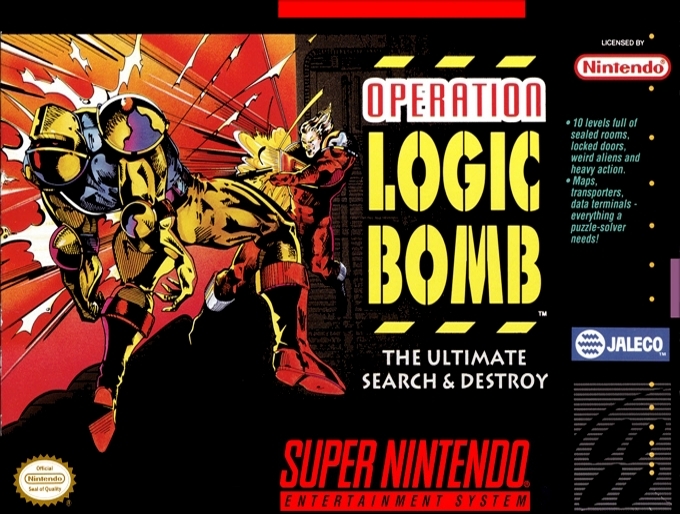 LICENSED BY
Nintendo®
OPERATION
LOGIC
BOMB
TM
THE ULTIMATE
SEARCH & DESTROY
• 10 levels full of
sealed rooms,
locked doors,
weird aliens and
heavy action.
• Maps,
transporters,
data terminals -
everything a
puzzle-solver
needs!
JALECO
TM
SUPER NINTENDO®
ENTERTAINMENT SYSTEM
Official
Nintendo
Seal of Quality